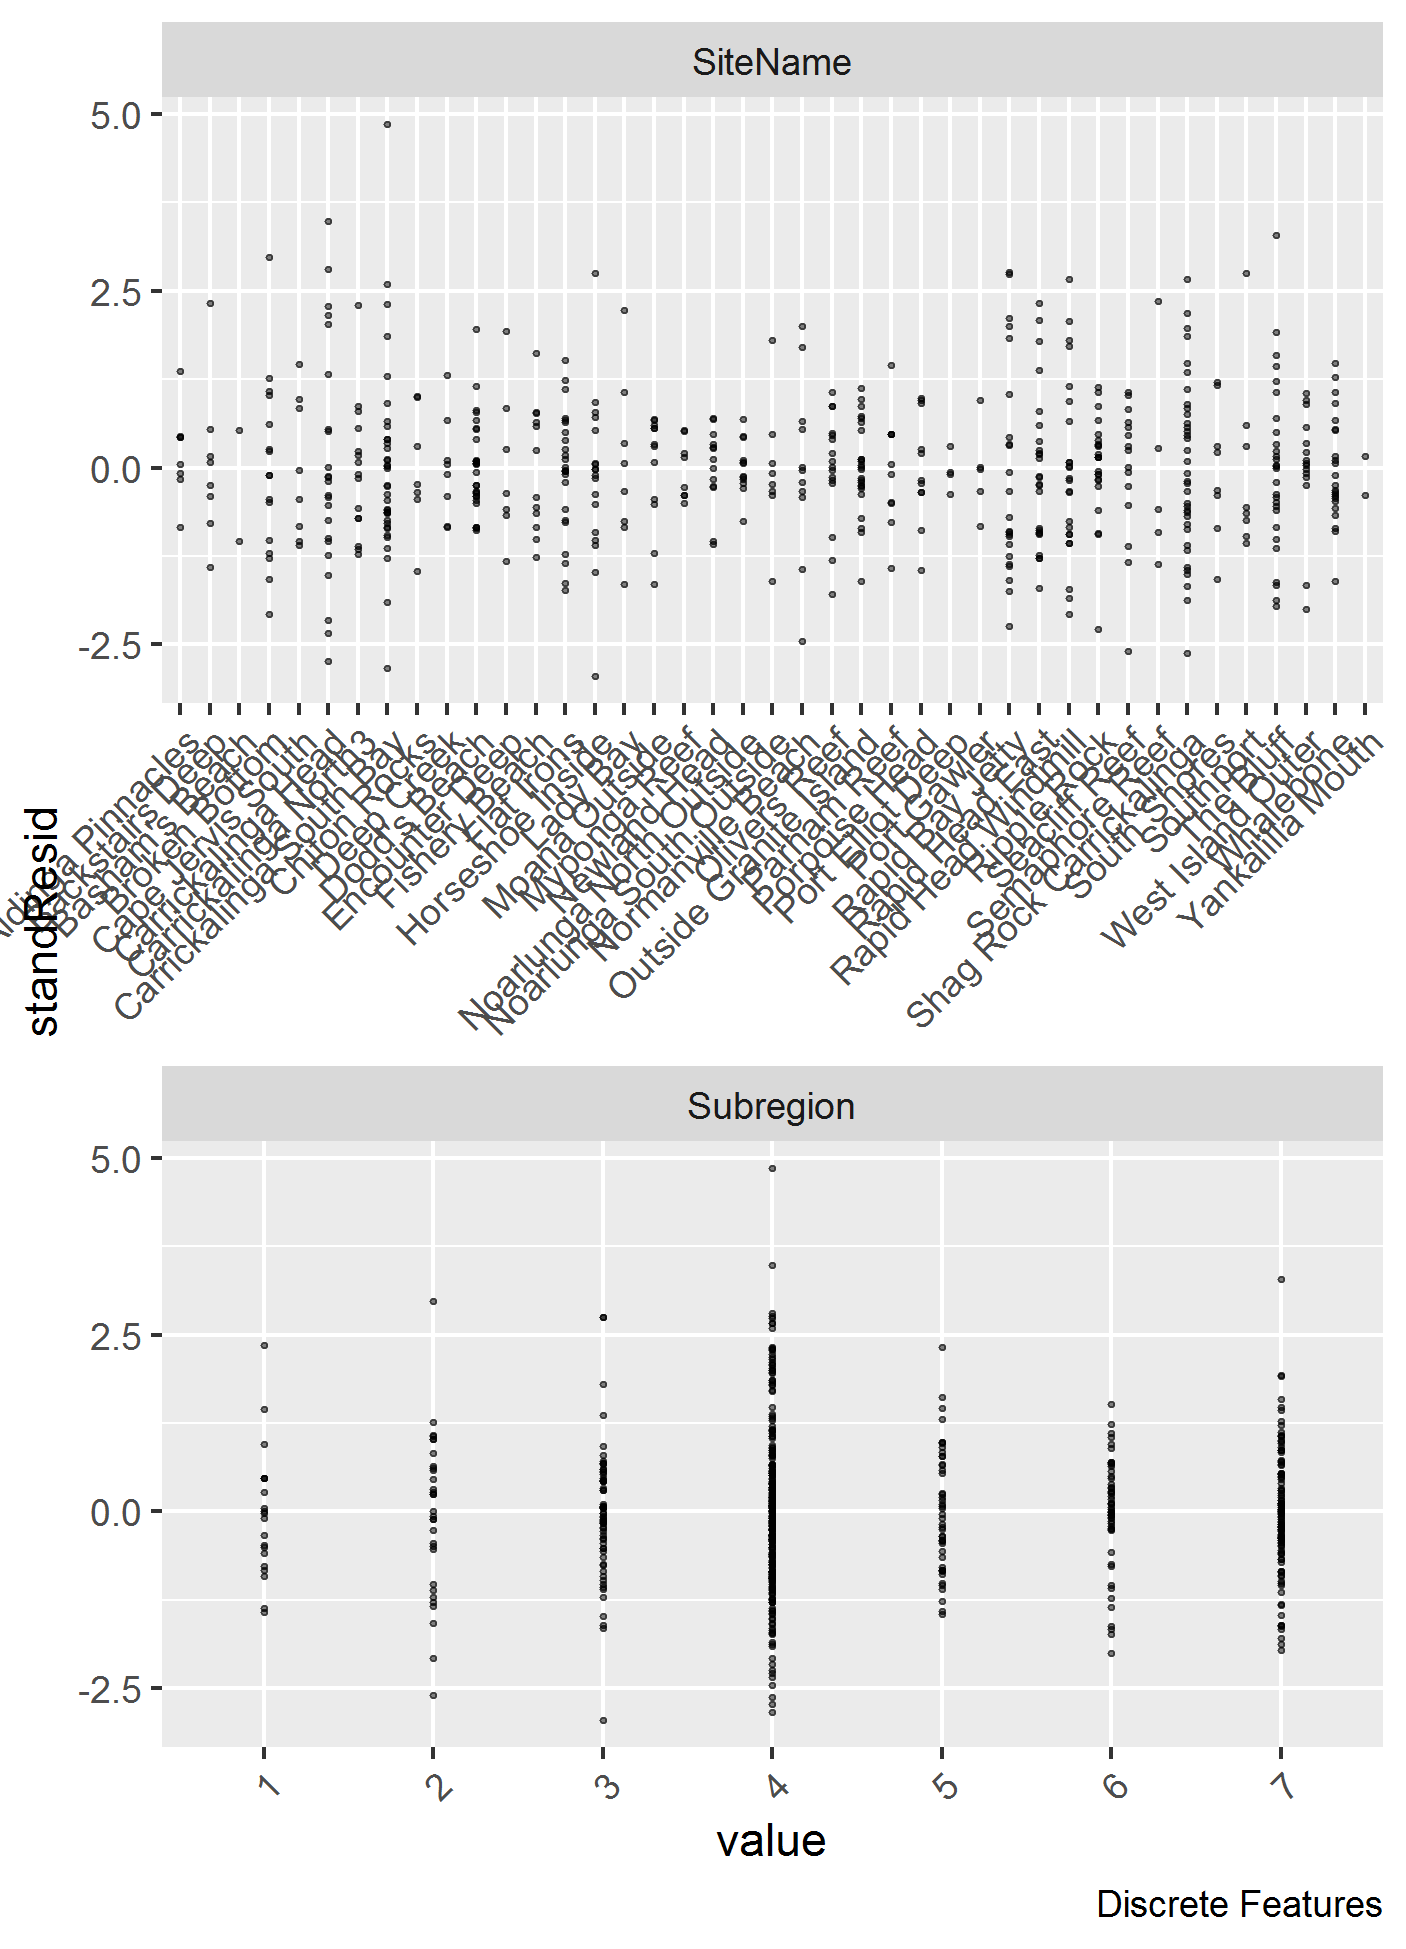 SiteName
5.0
2.5
0.0
-2.5
Pinnacles
Backstairs Deep
Basham's Beach
Broken Bottom
Cape Jervis South
Carrickalinga Head
Carrickalinga North3
Carrickalinga South Bay
Chiton Rocks
Deep Creek
Dodd's Beach
Encounter Deep
Fishery Beach
Flat Irons
Horseshoe Inside
Lady Bay
Moana Outside
Myponga Reef
Newland Head
Noarlunga North Outside
Noarlunga South Outside
Normanville Beach
Olivers Reef
Outside Granite Island
Parham Reef
Porpoise Head
Port Elliot Deep
Port Gawler
Rapid Bay Jetty
Rapid Head East
Rapid Head Windmill
Ripple Rock
Seacliff Reef
Semaphore Reef
Shag Rock Carrickalinga
South Shores
Southport
The Bluff
West Island Outer
Whalebone
Yankalilla Mouth
standResid
Subregion
5.0
2.5
0.0
-2.5
1
2
3
4
5
6
7
value
Discrete Features